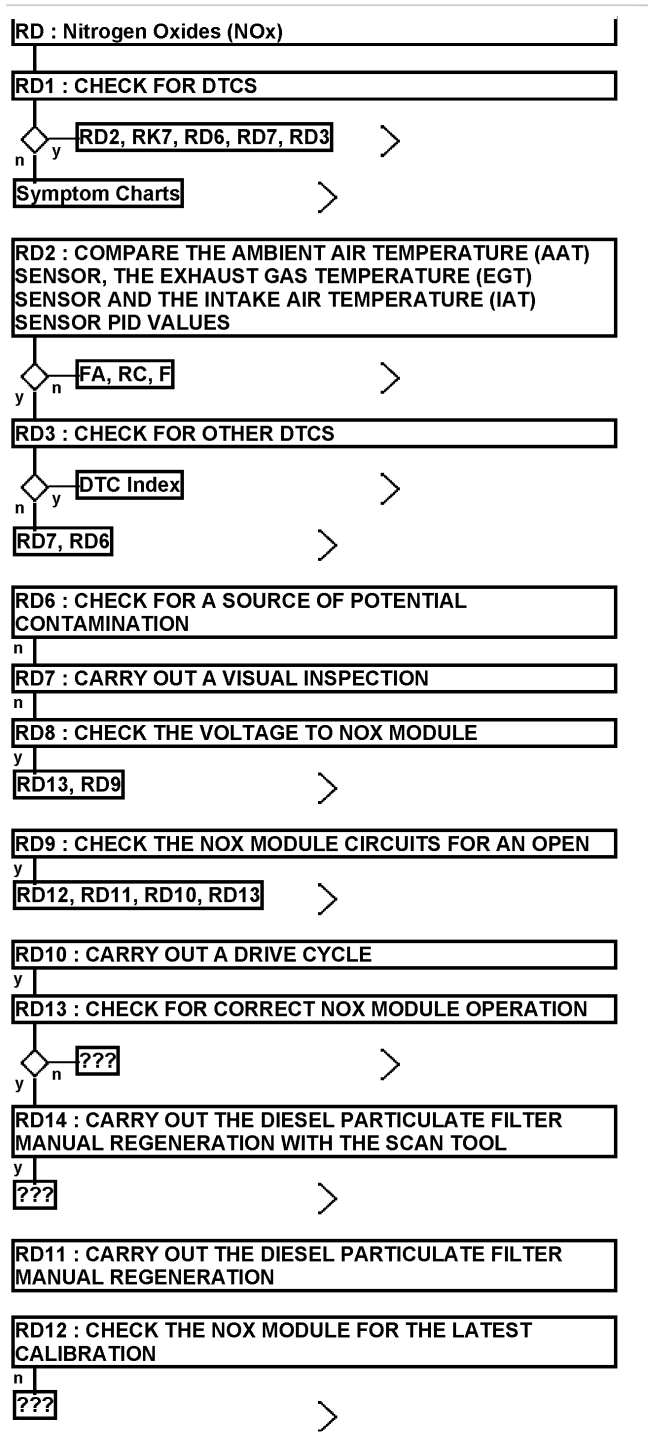 RD : Nitrogen Oxides (NOx)
RD1 : CHECK FOR DTCS
y RD2, RK7, RD6, RD7, RD3
n
Symptom Charts
RD2 : COMPARE THE AMBIENT AIR TEMPERATURE (AAT)
SENSOR, THE EXHAUST GAS TEMPERATURE (EGT)
SENSOR AND THE INTAKE AIR TEMPERATURE (IAT)
SENSOR PID VALUES
n FA, RC, F
y
RD3 : CHECK FOR OTHER DTCS
y DTC Index
n
RD7, RD6
RD6 : CHECK FOR A SOURCE OF POTENTIAL
CONTAMINATION
n
RD7 : CARRY OUT A VISUAL INSPECTION
n
RD8 : CHECK THE VOLTAGE TO NOX MODULE
y
RD13, RD9
RD9 : CHECK THE NOX MODULE CIRCUITS FOR AN OPEN
y
RD12, RD11, RD10, RD13
RD10 : CARRY OUT A DRIVE CYCLE
y
RD13 : CHECK FOR CORRECT NOX MODULE OPERATION
n ???
y
RD14 : CARRY OUT THE DIESEL PARTICULATE FILTER
MANUAL REGENERATION WITH THE SCAN TOOL
y
???
RD11 : CARRY OUT THE DIESEL PARTICULATE FILTER
MANUAL REGENERATION
RD12 : CHECK THE NOX MODULE FOR THE LATEST
CALIBRATION
n
???